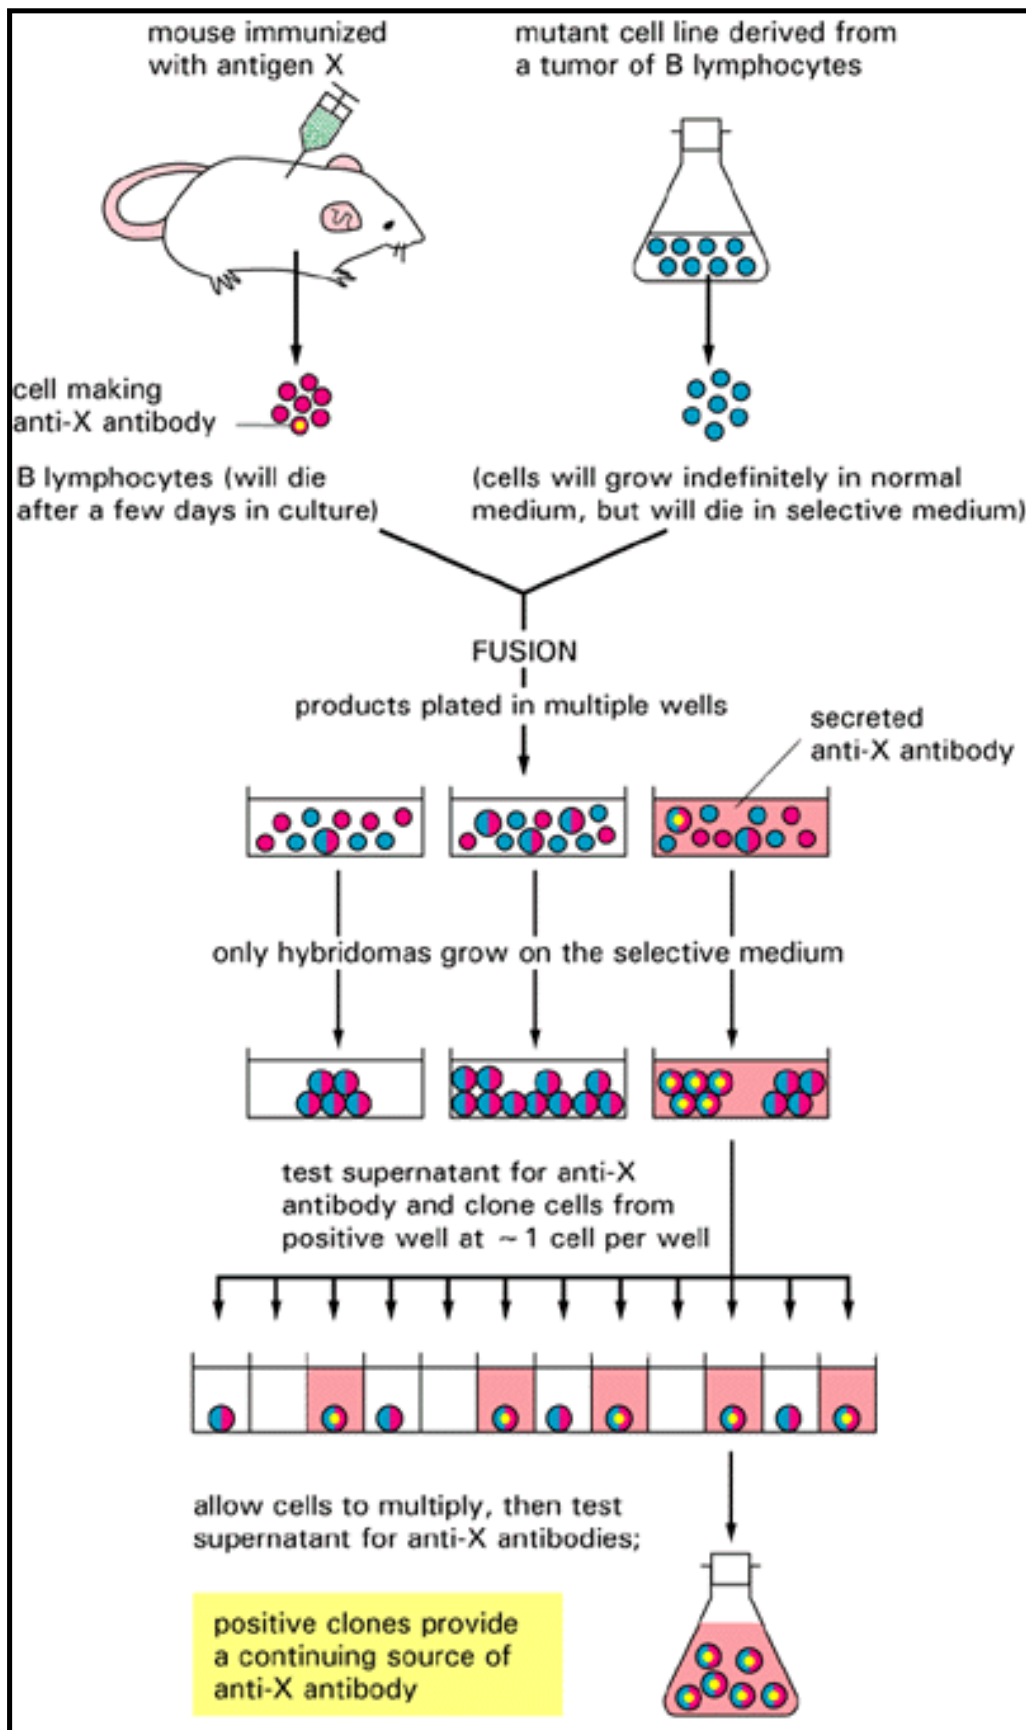 mouse immunized
with antigen X
mutant cell line derived from
a tumor of B lymphocytes
cell making
anti-X antibody
B lymphocytes (will die
after a few days in culture)
(cells will grow indefinitely in normal
medium, but will die in selective medium)
FUSION
products plated in multiple wells
secreted
anti-X antibody
only hybridomas grow on the selective medium
test supernatant for anti-X
antibody and clone cells from
positive well at ~ 1 cell per well
allow cells to multiply, then test
supernatant for anti-X antibodies;
positive clones provide
a continuing source of
anti-X antibody